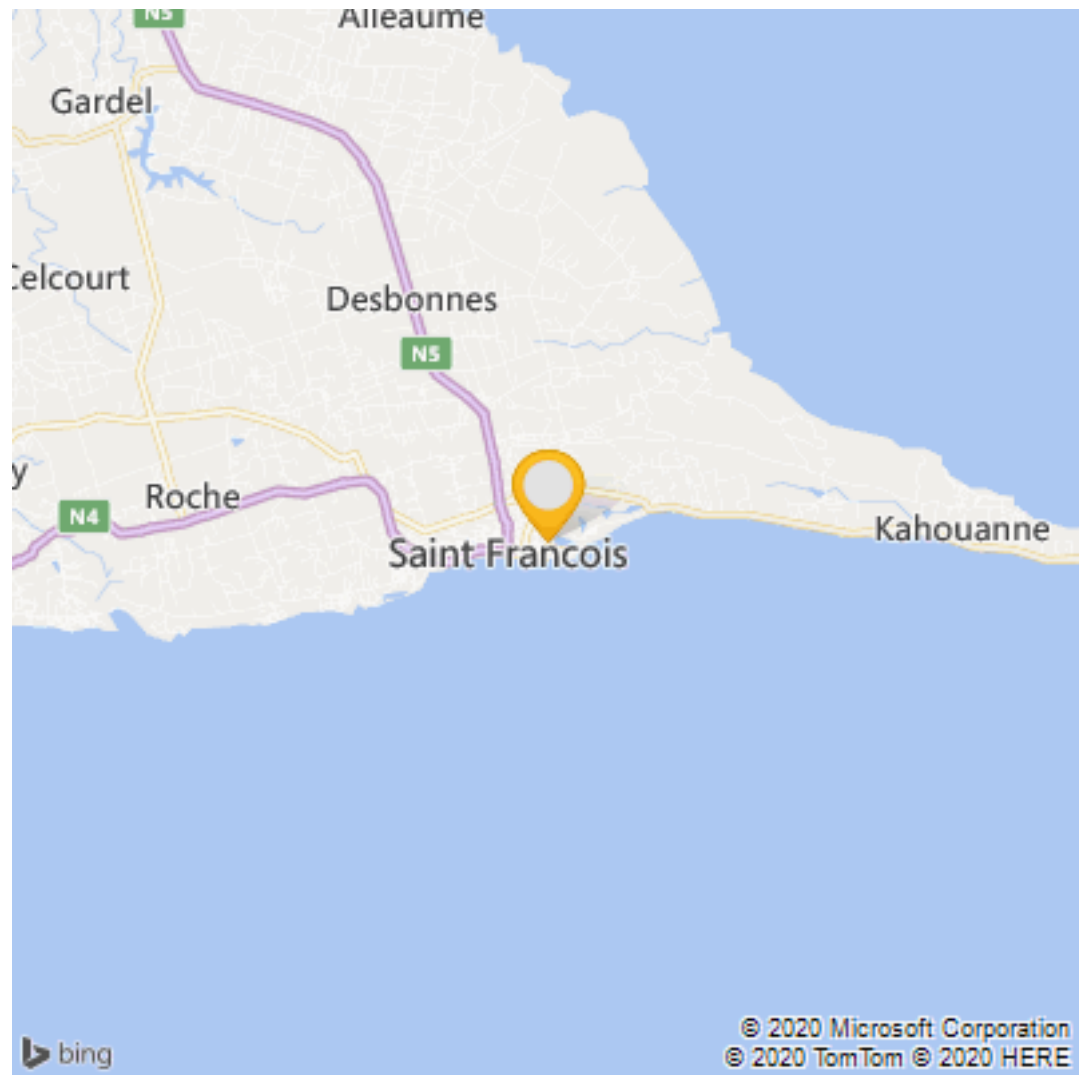 N5
Alleaume
Gardel
Celcourt
Desbonnes
N5
y
Roche
N4
Saint Francois
Kahouanne
© 2020 Microsoft Corporation
bing
© 2020 TomTom © 2020 HERE